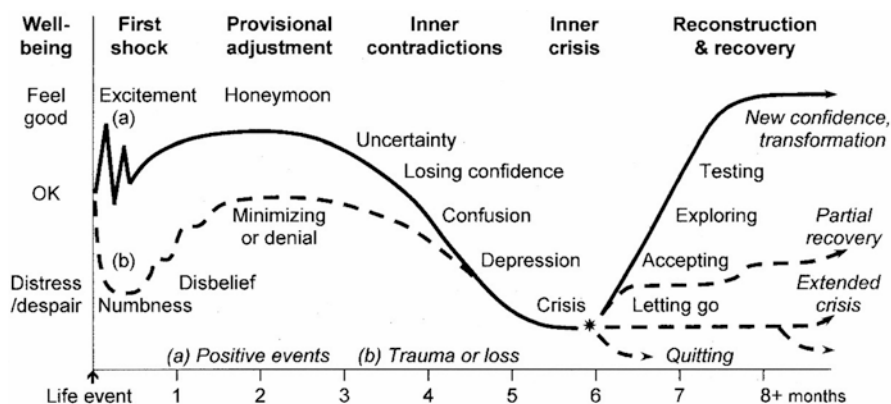 Well-being
First shock
Provisional adjustment
Inner contradictions
Inner crisis
Reconstruction & recovery
Feel good
Excitement
Honeymoon
(a)
New confidence, transformation
Uncertainty
Losing confidence
Testing
OK
Minimizing or denial
Confusion
Exploring
Partial recovery
(b)
Disbelief
Depression
Accepting
Distress /despair
Numbness
Crisis
Letting go
Extended crisis
(a) Positive events
(b) Trauma or loss
Quitting
Life event
1 2 3 4 5 6 7 8+ months